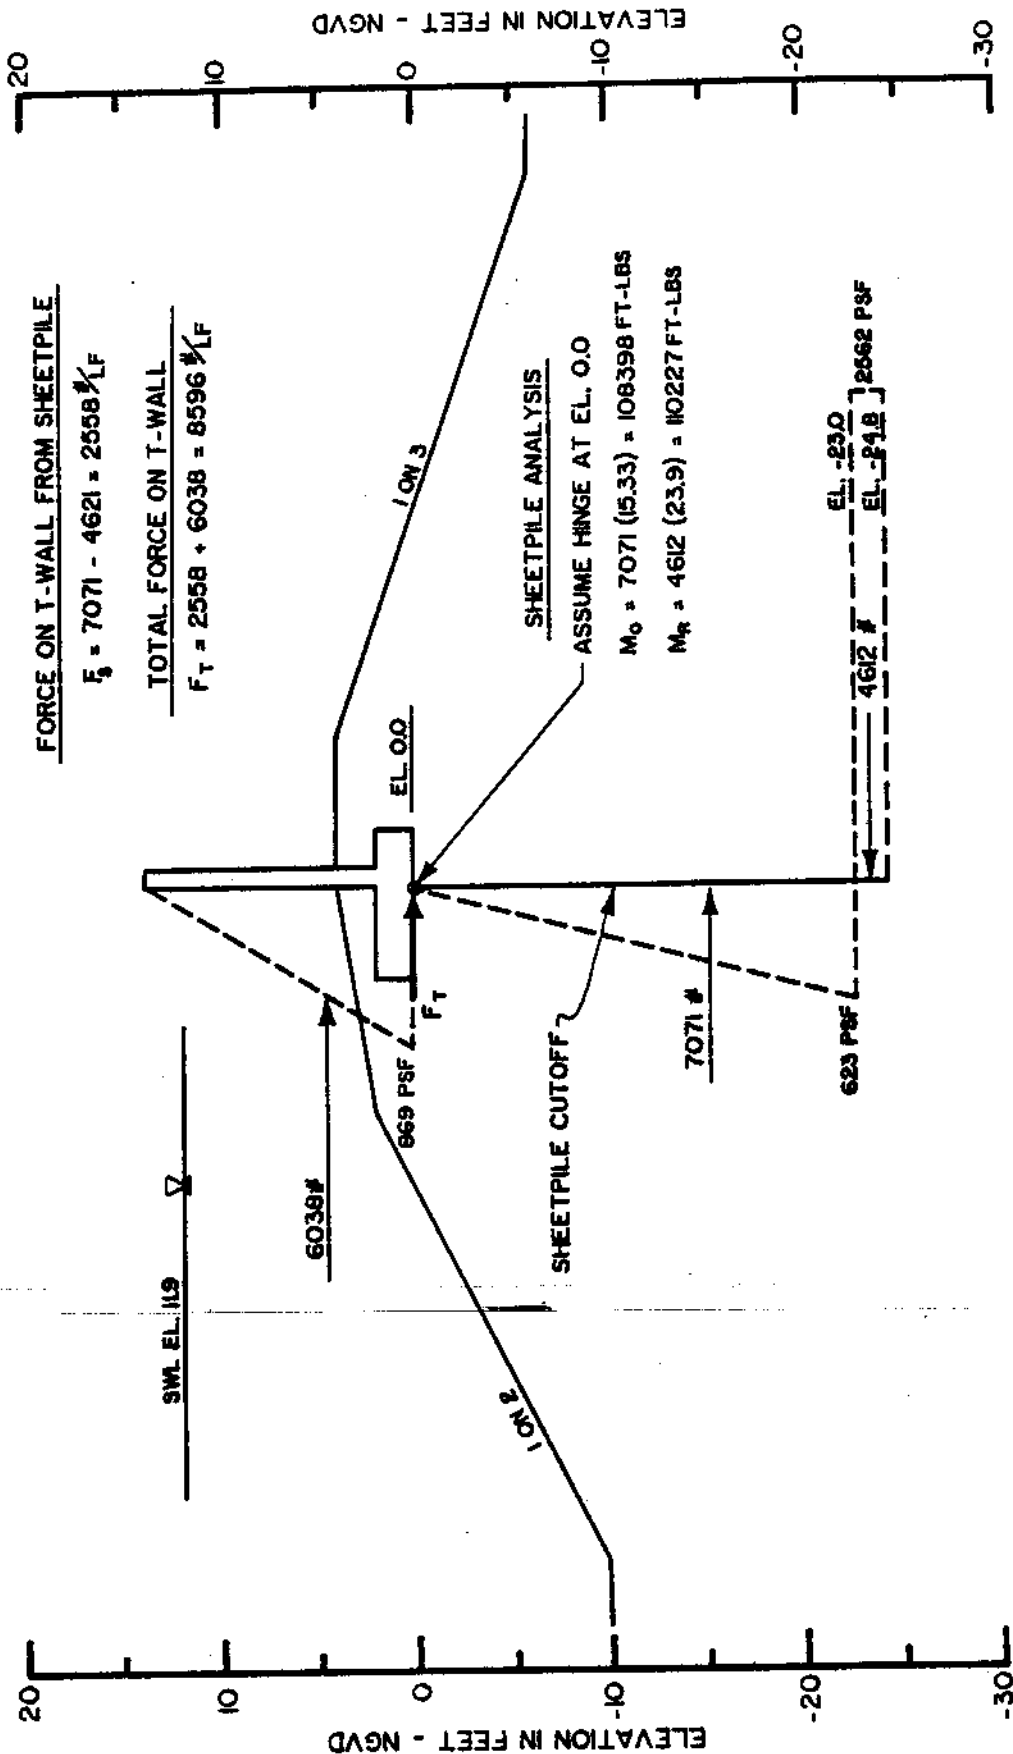 FORCE ON T-WALL FROM SHEETPILE
Fs = 7071 - 4621 = 2558 #/LF
TOTAL FORCE ON T-WALL
FT = 2558 + 6038 = 8596 #/LF
SWL EL. 11.9
6038#
869 PSF
FT
EL. 0.0
1 ON 3
1 ON 2
SHEETPILE CUTOFF
SHEETPILE ANALYSIS
ASSUME HINGE AT EL. 0.0
MO = 7071 (15.33) = 108398 FT-LBS
MR = 4612 (23.9) = 110227 FT-LBS
7071 #
623 PSF
4612 #
EL. -23.0
EL. -24.8
2562 PSF
ELEVATION IN FEET - NGVD
20
10
0
-10
-20
-30
ELEVATION IN FEET - NGVD
20
10
0
-10
-20
-30